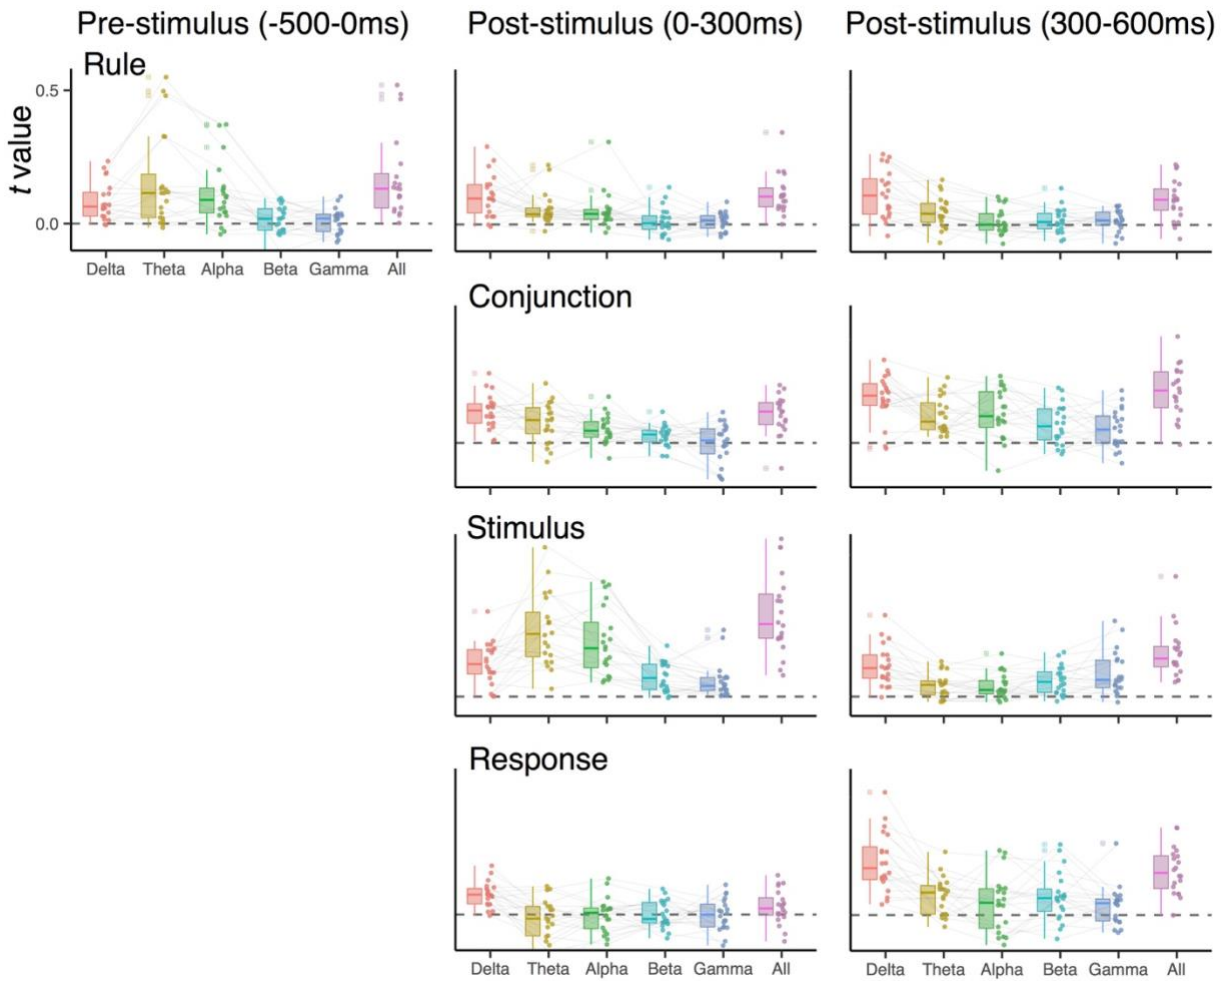 Pre-stimulus (-500-0ms) Post-stimulus (0-300ms) Post-stimulus (300-600ms)
Rule
t value
0.5
0.0
Delta Theta Alpha Beta Gamma All
Conjunction
Stimulus
Response
Delta Theta Alpha Beta Gamma All
Delta Theta Alpha Beta Gamma All